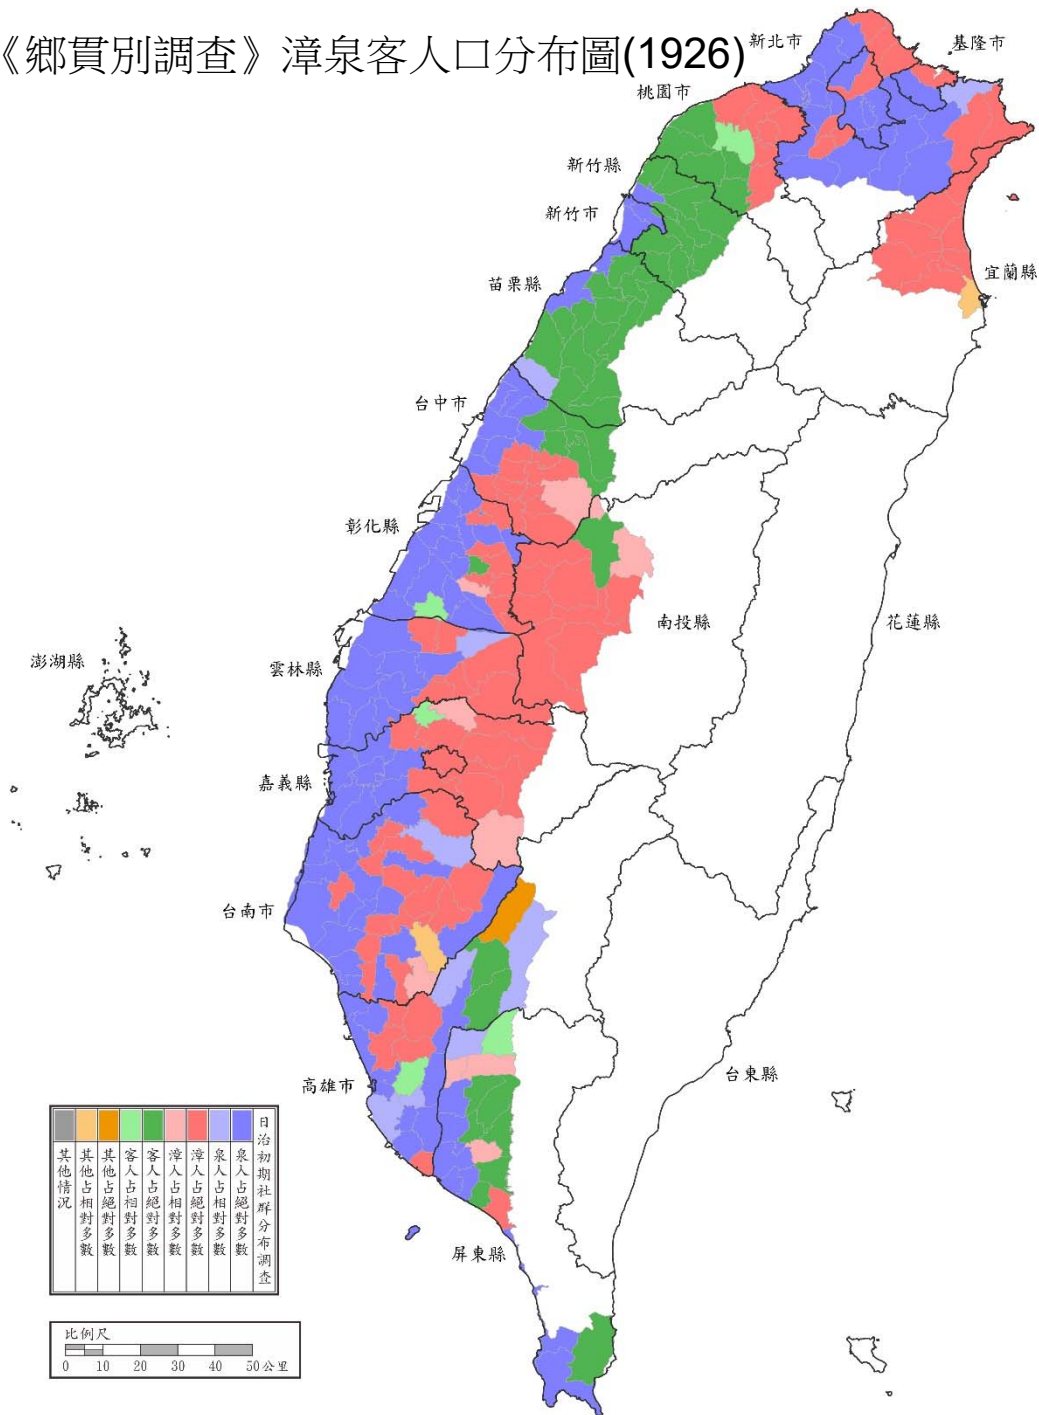 《鄉貫別調查》漳泉客人口分布圖(1926)
新北市
基隆市
桃園市
新竹縣
新竹市
宜蘭縣
苗栗縣
台中市
彰化縣
南投縣
花蓮縣
澎湖縣
雲林縣
嘉義縣
台南市
台東縣
高雄市
屏東縣
日治初期社群分布調查
泉人占絕對多數
泉人占相對多數
漳人占絕對多數
漳人占相對多數
客人占絕對多數
客人占相對多數
其他占絕對多數
其他占相對多數
其他情況
比例尺
0 10 20 30 40 50公里